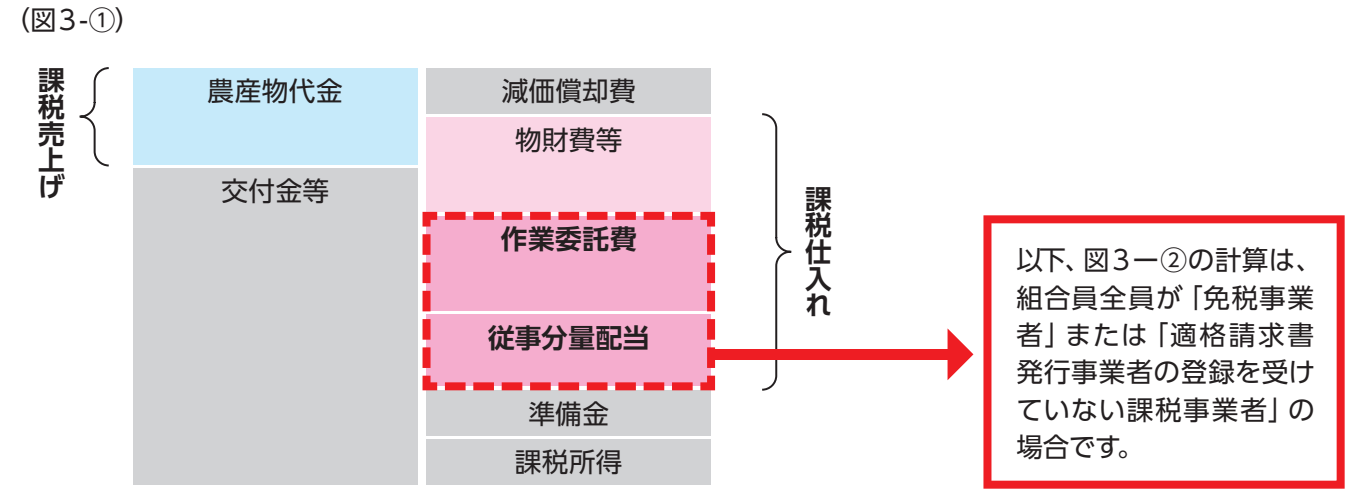 (図3-①)
課税売上げ
農産物代金
交付金等
減価償却費
物財費等
作業委託費
従事分量配当
準備金
課税所得
課税仕入れ
以下、図3ー②の計算は、
組合員全員が「免税事業
者」または「適格請求書
発行事業者の登録を受け
ていない課税事業者」の
場合です。